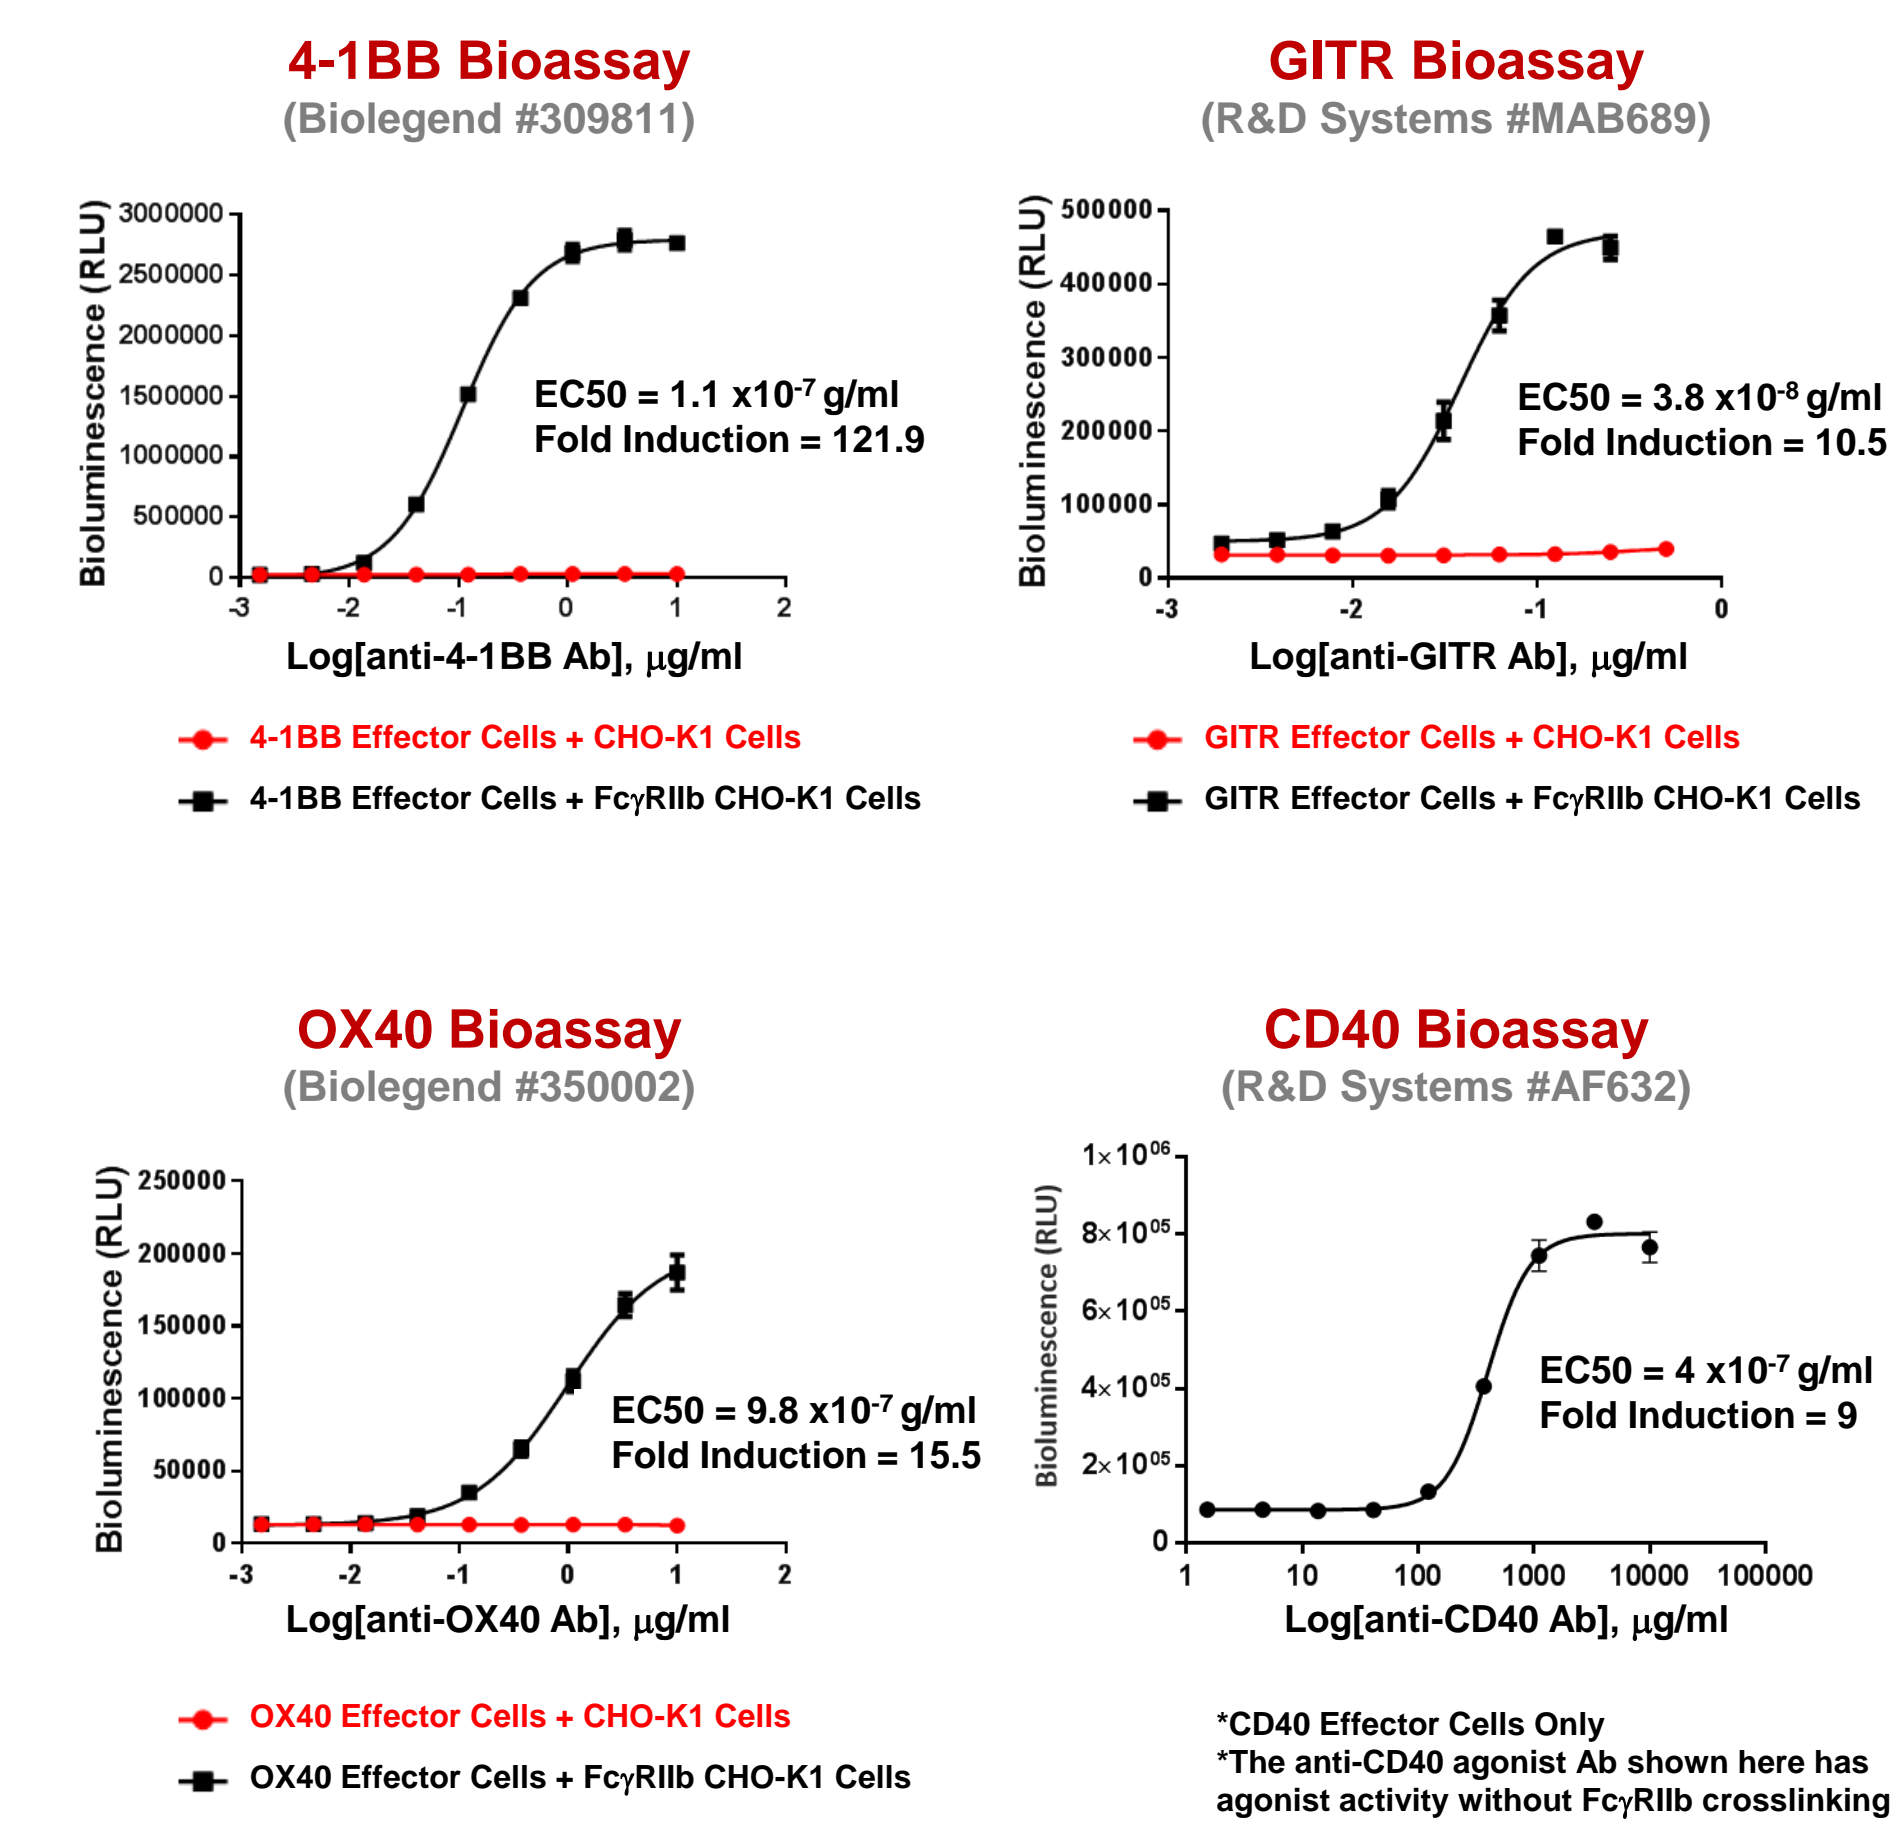 4-1BB Bioassay
(Biolegend #309811)
Bioluminescence (RLU)
3000000
2500000
2000000
1500000
1000000
500000
0
EC50 = 1.1 x10⁻⁷ g/ml
Fold Induction = 121.9
-3 -2 -1 0 1 2
Log[anti-4-1BB Ab], μg/ml
4-1BB Effector Cells + CHO-K1 Cells
4-1BB Effector Cells + FcγRIIb CHO-K1 Cells
GITR Bioassay
(R&D Systems #MAB689)
Bioluminescence (RLU)
500000
400000
300000
200000
100000
0
EC50 = 3.8 x10⁻⁸ g/ml
Fold Induction = 10.5
-3 -2 -1 0
Log[anti-GITR Ab], μg/ml
GITR Effector Cells + CHO-K1 Cells
GITR Effector Cells + FcγRIIb CHO-K1 Cells
OX40 Bioassay
(Biolegend #350002)
Bioluminescence (RLU)
250000
200000
150000
100000
50000
0
EC50 = 9.8 x10⁻⁷ g/ml
Fold Induction = 15.5
-3 -2 -1 0 1 2
Log[anti-OX40 Ab], μg/ml
OX40 Effector Cells + CHO-K1 Cells
OX40 Effector Cells + FcγRIIb CHO-K1 Cells
CD40 Bioassay
(R&D Systems #AF632)
Bioluminescence (RLU)
1×10⁰⁶
8×10⁰⁵
6×10⁰⁵
4×10⁰⁵
2×10⁰⁵
0
EC50 = 4 x10⁻⁷ g/ml
Fold Induction = 9
1 10 100 1000 10000 100000
Log[anti-CD40 Ab], μg/ml
*CD40 Effector Cells Only
*The anti-CD40 agonist Ab shown here has
agonist activity without FcγRIIb crosslinking